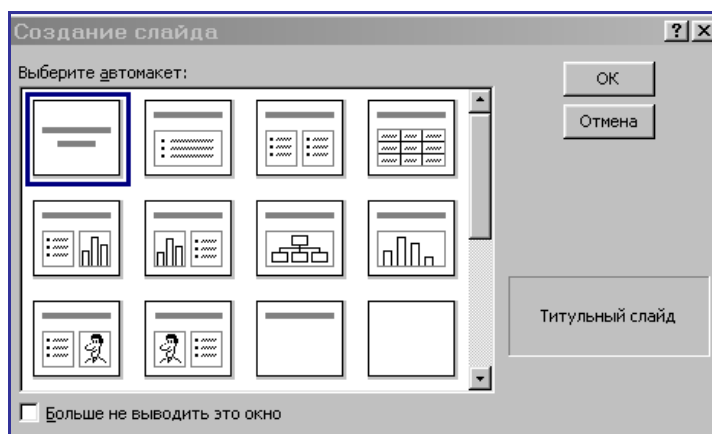 Создание слайда
Выберите автомакет:
ОК
Отмена
Титульный слайд
Больше не выводить это окно